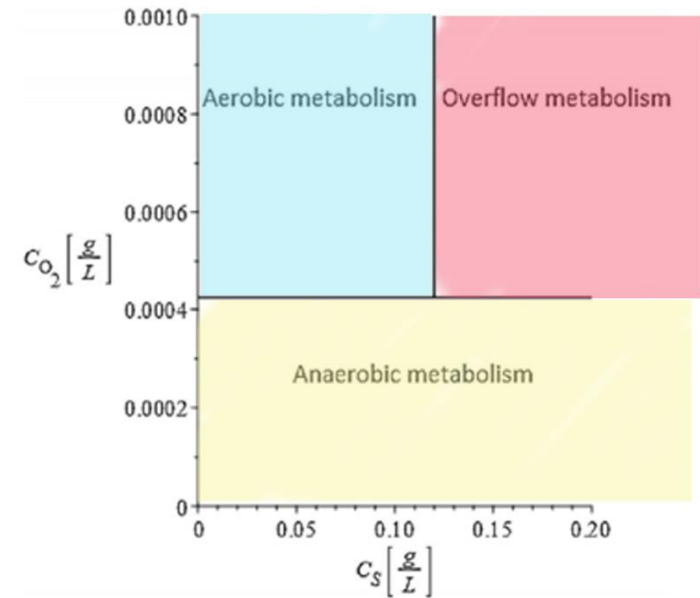 0.0010
Aerobic metabolism Overflow metabolism
0.0008
0.0006
C_O₂ [g/L]
0.0004
Anaerobic metabolism
0.0002
0
0 0.05 0.10 0.15 0.20
C_S [g/L]